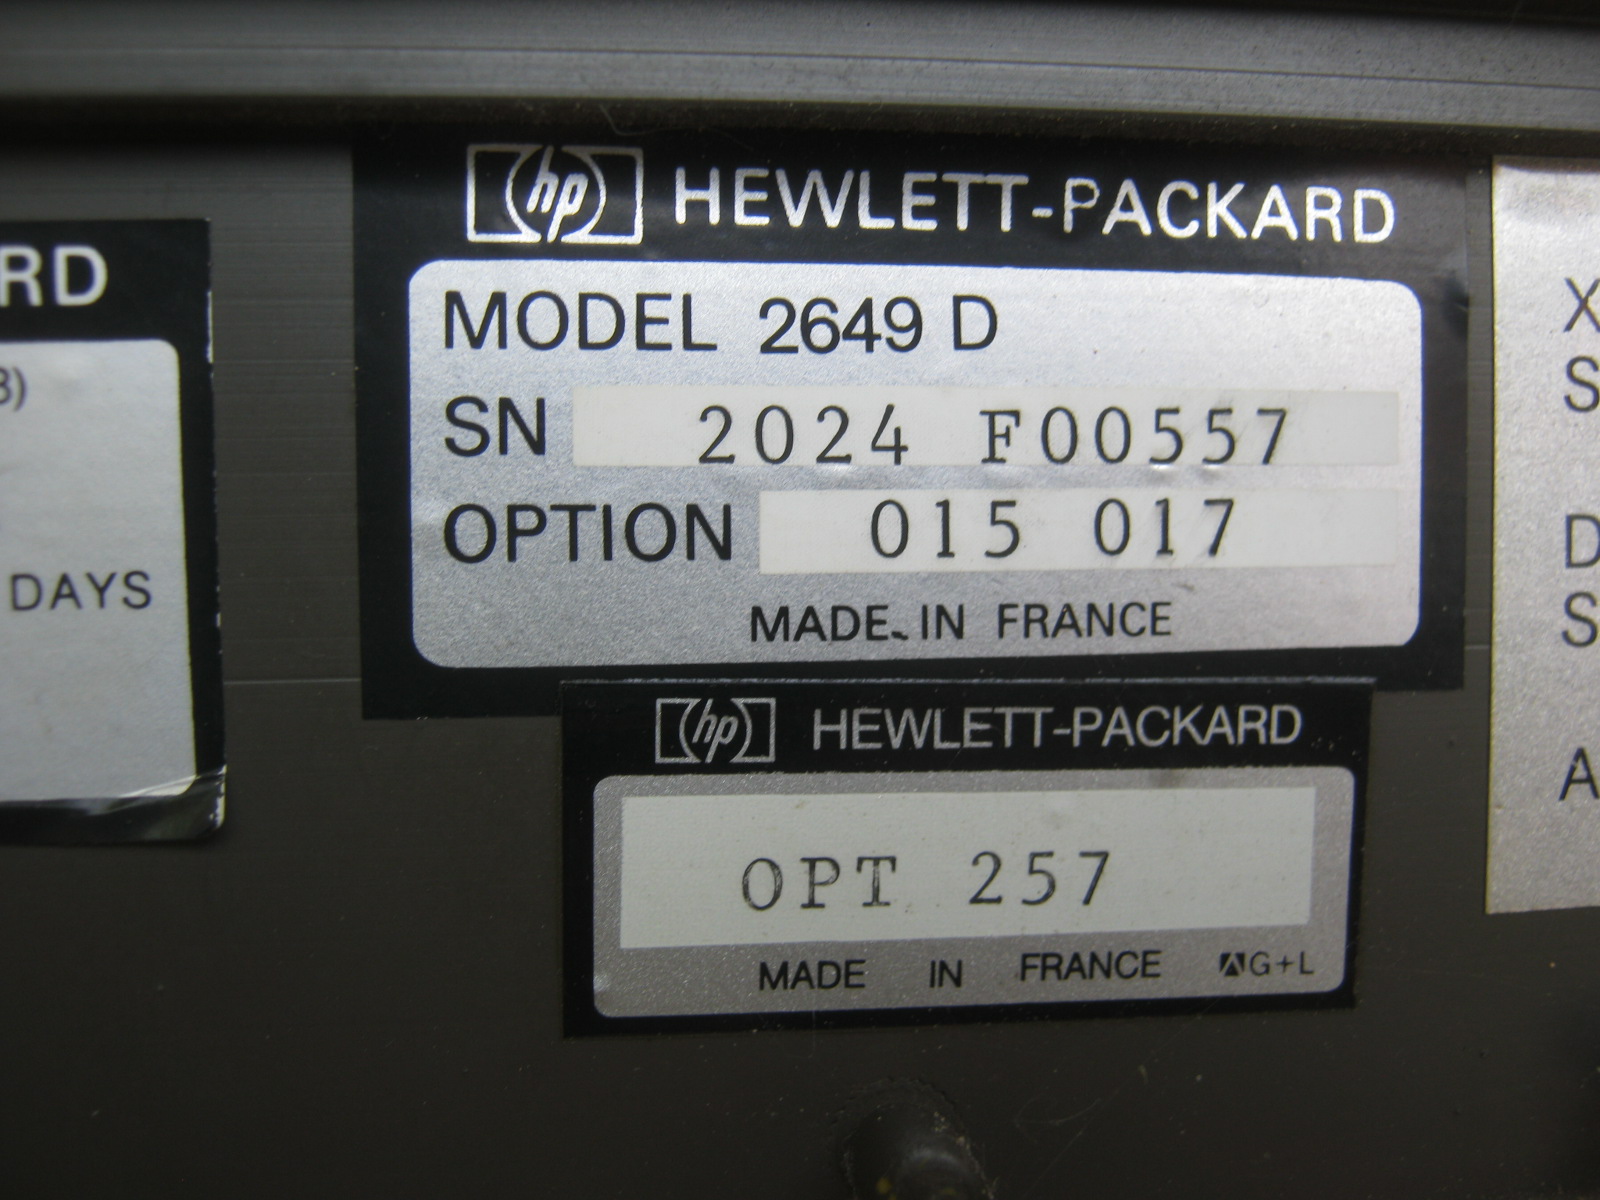 RD
3)
DAYS
hp HEWLETT-PACKARD
MODEL 2649 D
SN 2024 F00557
OPTION 015 017
MADE IN FRANCE
hp HEWLETT-PACKARD
OPT 257
MADE IN FRANCE G+L
X
S
D
S
A